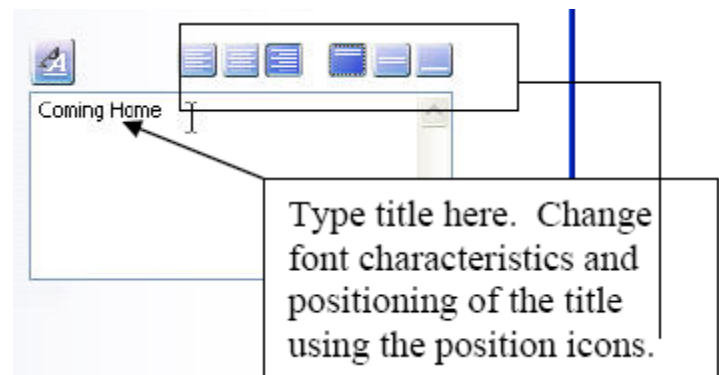 Coming Home
Type title here.  Change
font characteristics and
positioning of the title
using the position icons.